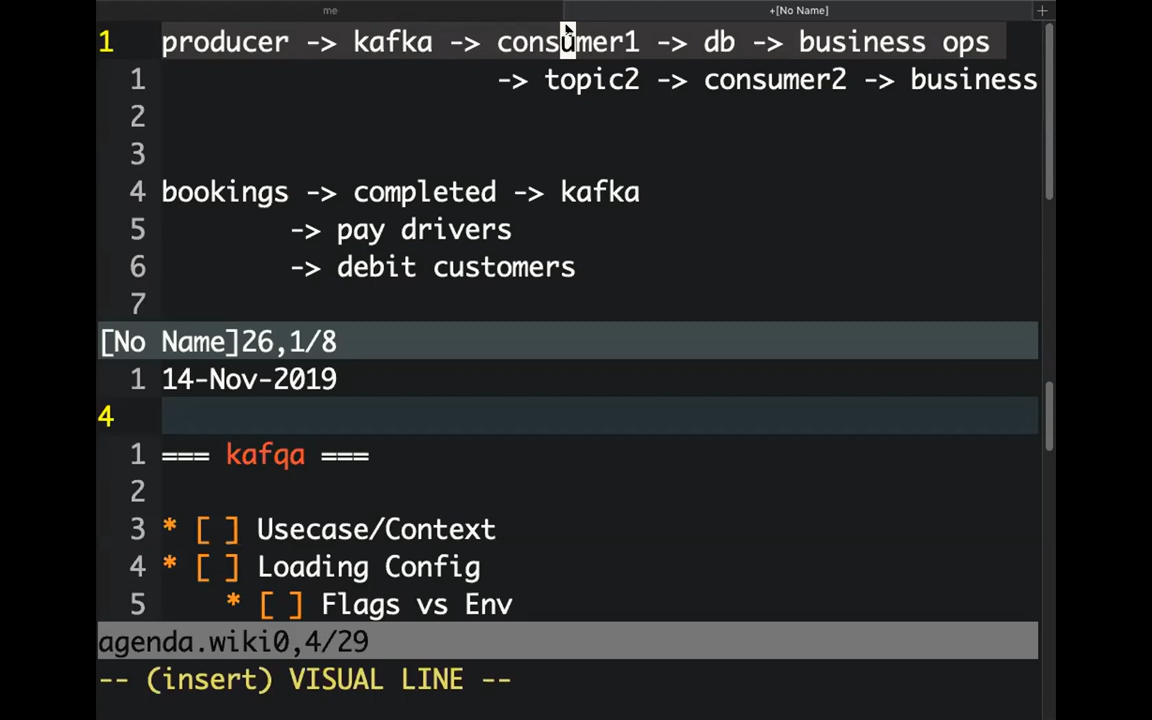 me +[No Name] +
1 producer -> kafka -> consumer1 -> db -> business ops
1 -> topic2 -> consumer2 -> business
2
3
4 bookings -> completed -> kafka
5 -> pay drivers
6 -> debit customers
7
[No Name]26,1/8
1 14-Nov-2019
4
1 === kafqa ===
2
3 * [ ] Usecase/Context
4 * [ ] Loading Config
5 * [ ] Flags vs Env
agenda.wiki0,4/29
-- (insert) VISUAL LINE --